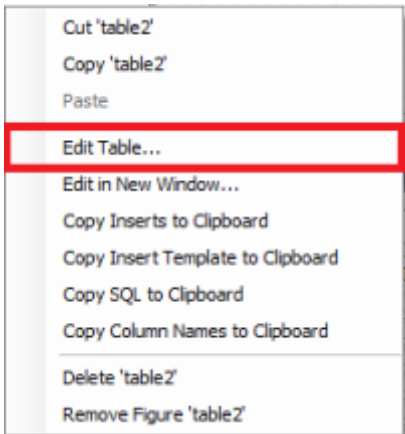 Cut 'table2'
Copy 'table2'
Paste
Edit Table...
Edit in New Window...
Copy Inserts to Clipboard
Copy Insert Template to Clipboard
Copy SQL to Clipboard
Copy Column Names to Clipboard
Delete 'table2'
Remove Figure 'table2'